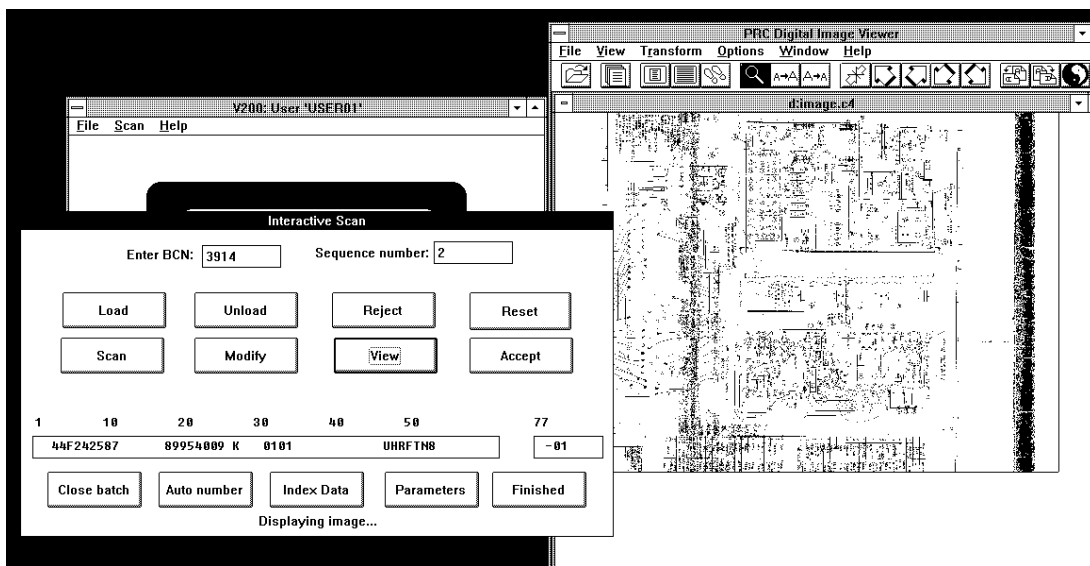 PRC Digital Image Viewer
File View Transform Options Window Help
A→A A→A
d:image.c4
V200: User 'USER01'
File Scan Help
Interactive Scan
Enter BCN: 3914 Sequence number: 2
Load Unload Reject Reset
Scan Modify View Accept
1 10 20 30 40 50 77
44F242587 89954009 K 0101 UHRFTN8 -01
Close batch Auto number Index Data Parameters Finished
Displaying image...